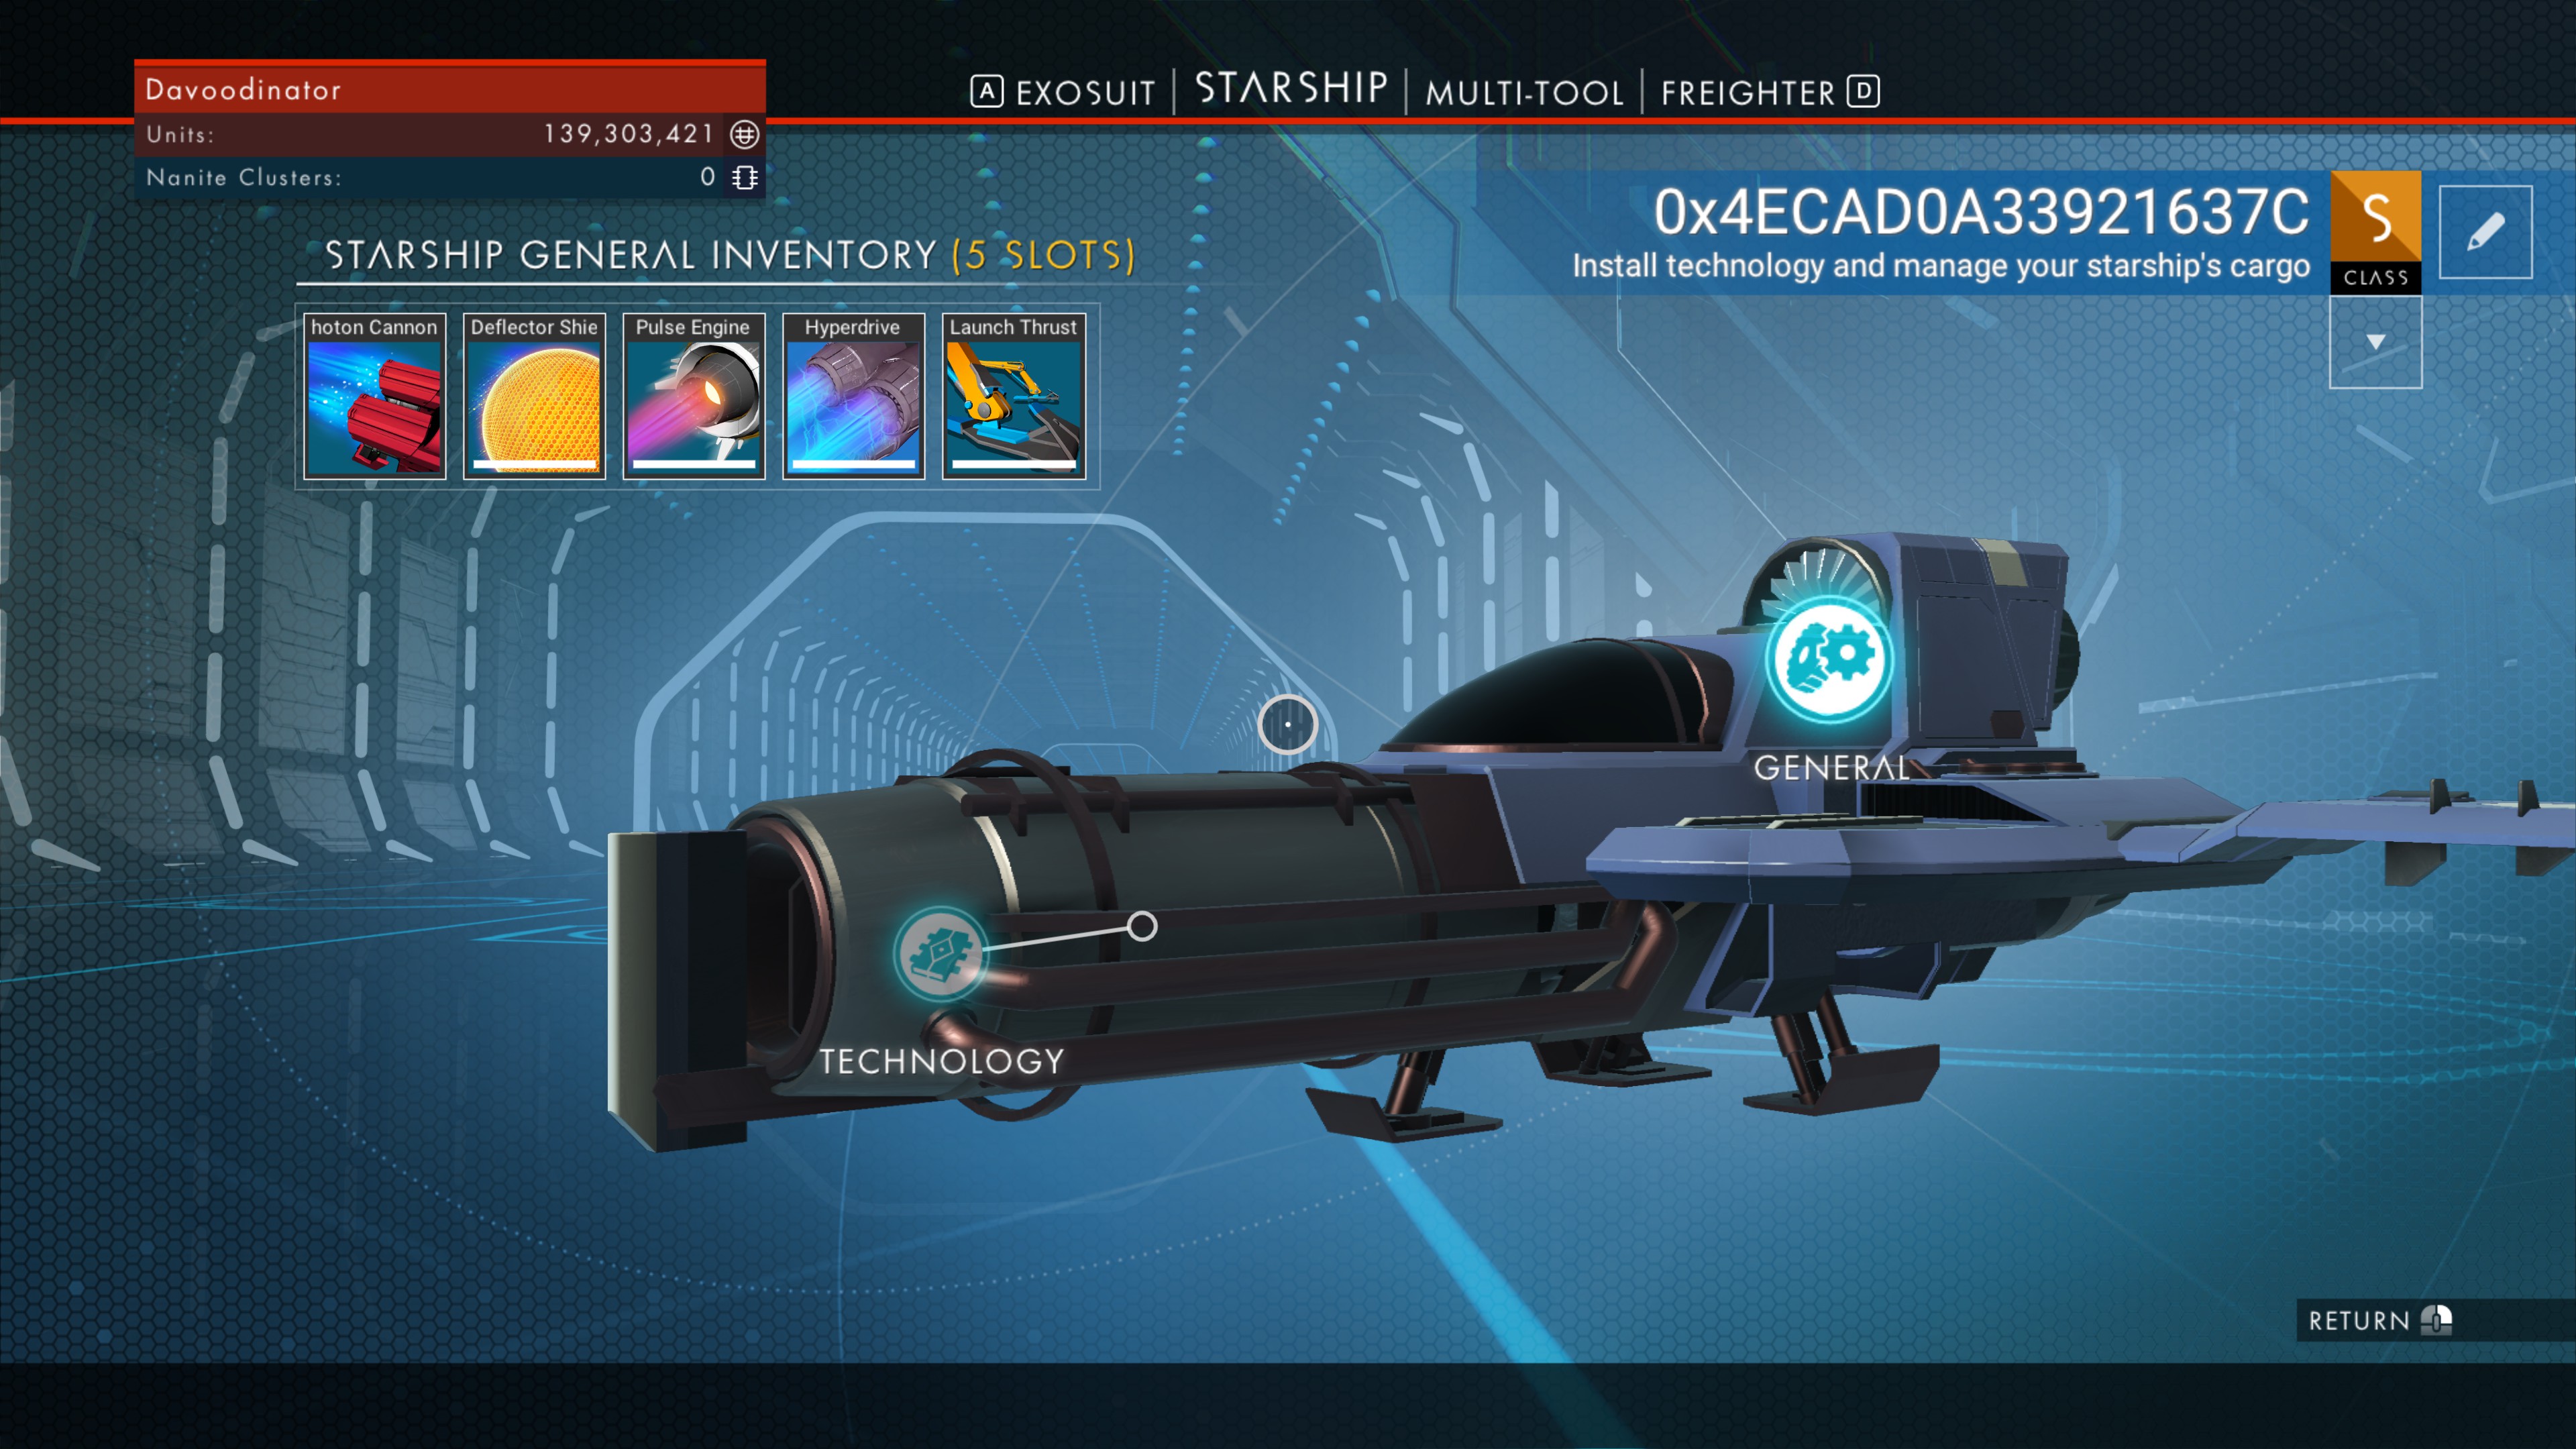 Davoodinator
Units: 139,303,421
Nanite Clusters: 0
A EXOSUIT STARSHIP MULTI-TOOL FREIGHTER D
0x4ECAD0A33921637C
Install technology and manage your starship's cargo
S
CLASS
STARSHIP GENERAL INVENTORY (5 SLOTS)
hoton Cannon Deflector Shie Pulse Engine Hyperdrive Launch Thrust
GENERAL
TECHNOLOGY
RETURN